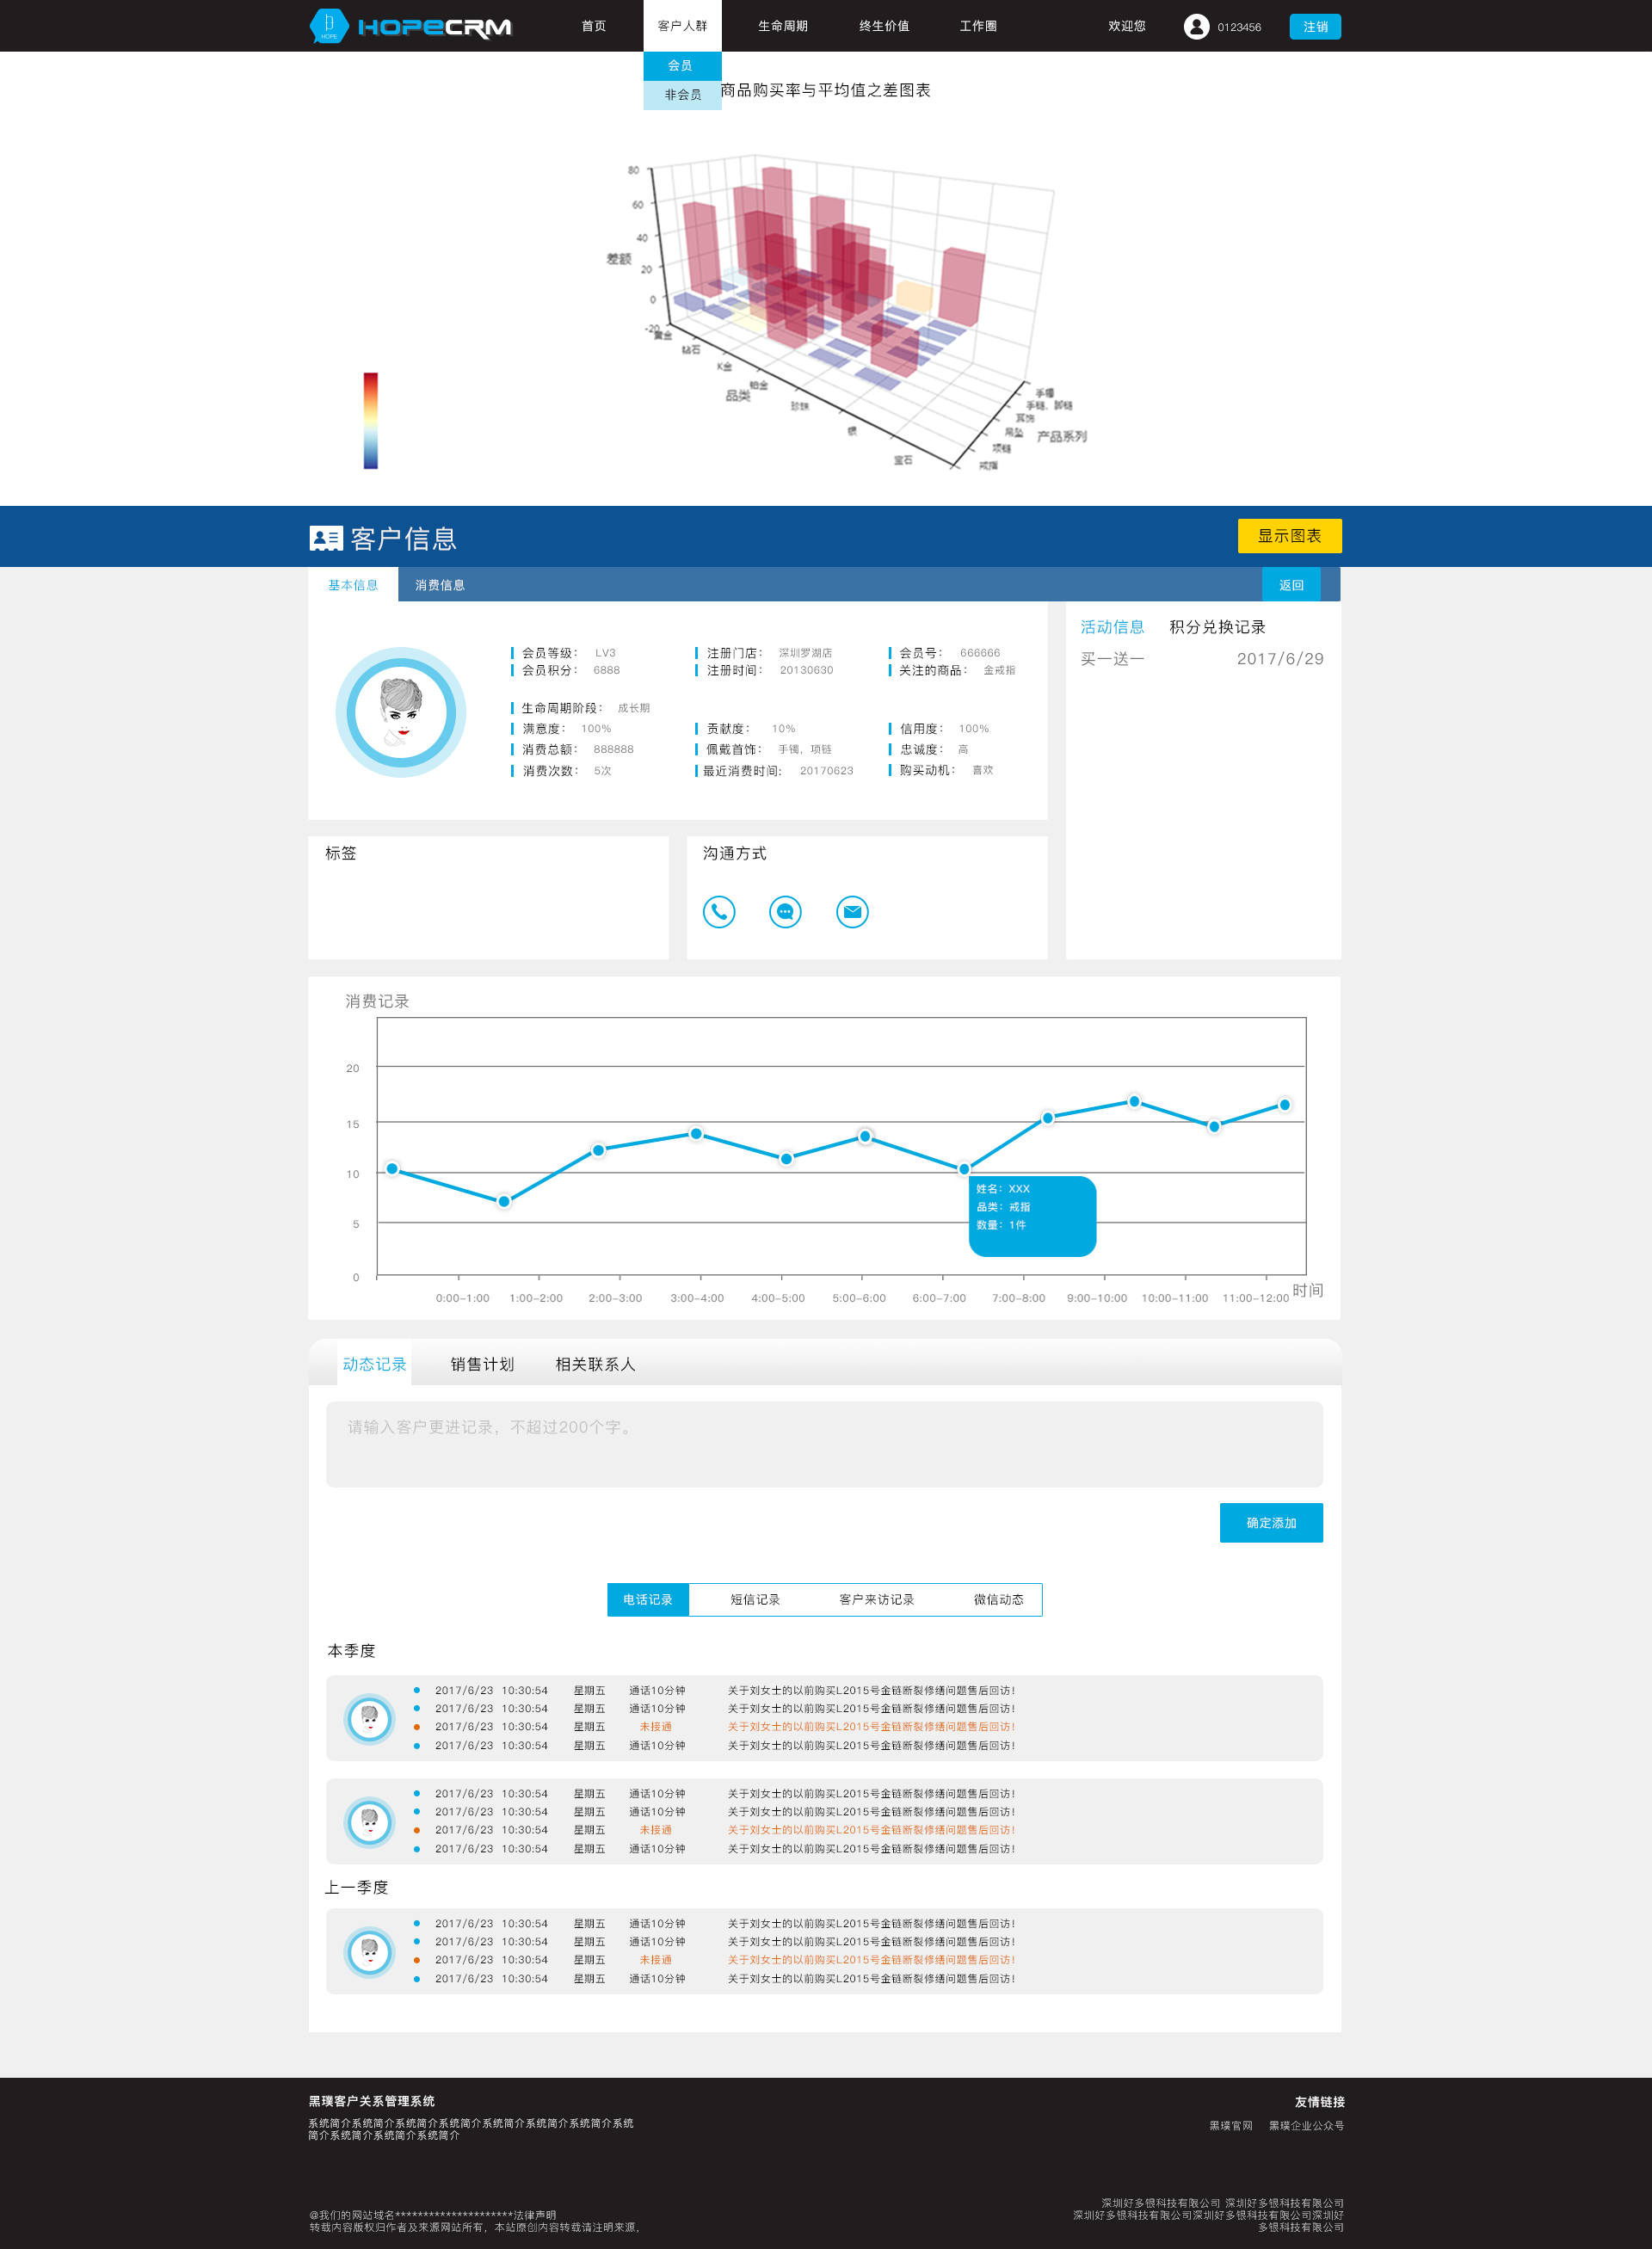 HOPE HOPECRM 首页 客户人群 生命周期 终生价值 工作圈 欢迎您 0123456 注销
会员
非会员
商品购买率与平均值之差图表
80
60
40
差额
20
0
-20
黄金
钻石
K金
铂金
品类
珍珠
银
宝石
手镯
手链、脚链
耳饰
吊坠
产品系列
项链
戒指
客户信息 显示图表
基本信息 消费信息 返回
会员等级： LV3 注册门店： 深圳罗湖店 会员号： 666666
会员积分： 6888 注册时间： 20130630 关注的商品： 金戒指
生命周期阶段： 成长期
满意度： 100% 贡献度： 10% 信用度： 100%
消费总额： 888888 佩戴首饰： 手镯，项链 忠诚度： 高
消费次数： 5次 最近消费时间: 20170623 购买动机： 喜欢
活动信息 积分兑换记录
买一送一 2017/6/29
标签
沟通方式
消费记录
20
15
10
5
0
姓名：XXX
品类：戒指
数量：1件
0:00-1:00 1:00-2:00 2:00-3:00 3:00-4:00 4:00-5:00 5:00-6:00 6:00-7:00 7:00-8:00 9:00-10:00 10:00-11:00 11:00-12:00 时间
动态记录 销售计划 相关联系人
请输入客户更进记录，不超过200个字。
确定添加
电话记录 短信记录 客户来访记录 微信动态
本季度
2017/6/23 10:30:54 星期五 通话10分钟 关于刘女士的以前购买L2015号金链断裂修缮问题售后回访！
2017/6/23 10:30:54 星期五 通话10分钟 关于刘女士的以前购买L2015号金链断裂修缮问题售后回访！
2017/6/23 10:30:54 星期五 未接通 关于刘女士的以前购买L2015号金链断裂修缮问题售后回访！
2017/6/23 10:30:54 星期五 通话10分钟 关于刘女士的以前购买L2015号金链断裂修缮问题售后回访！
2017/6/23 10:30:54 星期五 通话10分钟 关于刘女士的以前购买L2015号金链断裂修缮问题售后回访！
2017/6/23 10:30:54 星期五 通话10分钟 关于刘女士的以前购买L2015号金链断裂修缮问题售后回访！
2017/6/23 10:30:54 星期五 未接通 关于刘女士的以前购买L2015号金链断裂修缮问题售后回访！
2017/6/23 10:30:54 星期五 通话10分钟 关于刘女士的以前购买L2015号金链断裂修缮问题售后回访！
上一季度
2017/6/23 10:30:54 星期五 通话10分钟 关于刘女士的以前购买L2015号金链断裂修缮问题售后回访！
2017/6/23 10:30:54 星期五 通话10分钟 关于刘女士的以前购买L2015号金链断裂修缮问题售后回访！
2017/6/23 10:30:54 星期五 未接通 关于刘女士的以前购买L2015号金链断裂修缮问题售后回访！
2017/6/23 10:30:54 星期五 通话10分钟 关于刘女士的以前购买L2015号金链断裂修缮问题售后回访！
黑璞客户关系管理系统
系统简介系统简介系统简介系统简介系统简介系统简介系统简介系统
简介系统简介系统简介系统简介
友情链接
黑璞官网 黑璞企业公众号
@我们的网站域名*********************法律声明
转载内容版权归作者及来源网站所有，本站原创内容转载请注明来源，
深圳好多银科技有限公司 深圳好多银科技有限公司
深圳好多银科技有限公司深圳好多银科技有限公司深圳好
多银科技有限公司